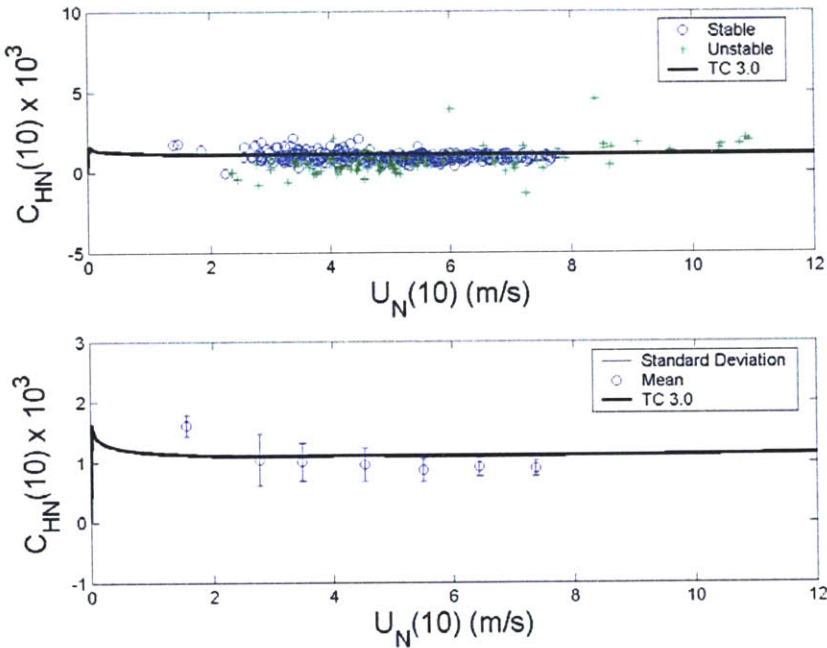 10
5
0
-5
C_HN(10) x 10^3
Stable
Unstable
TC 3.0
0 2 4 6 8 10 12
U_N(10) (m/s)
3
2
1
0
-1
C_HN(10) x 10^3
Standard Deviation
Mean
TC 3.0
0 2 4 6 8 10 12
U_N(10) (m/s)